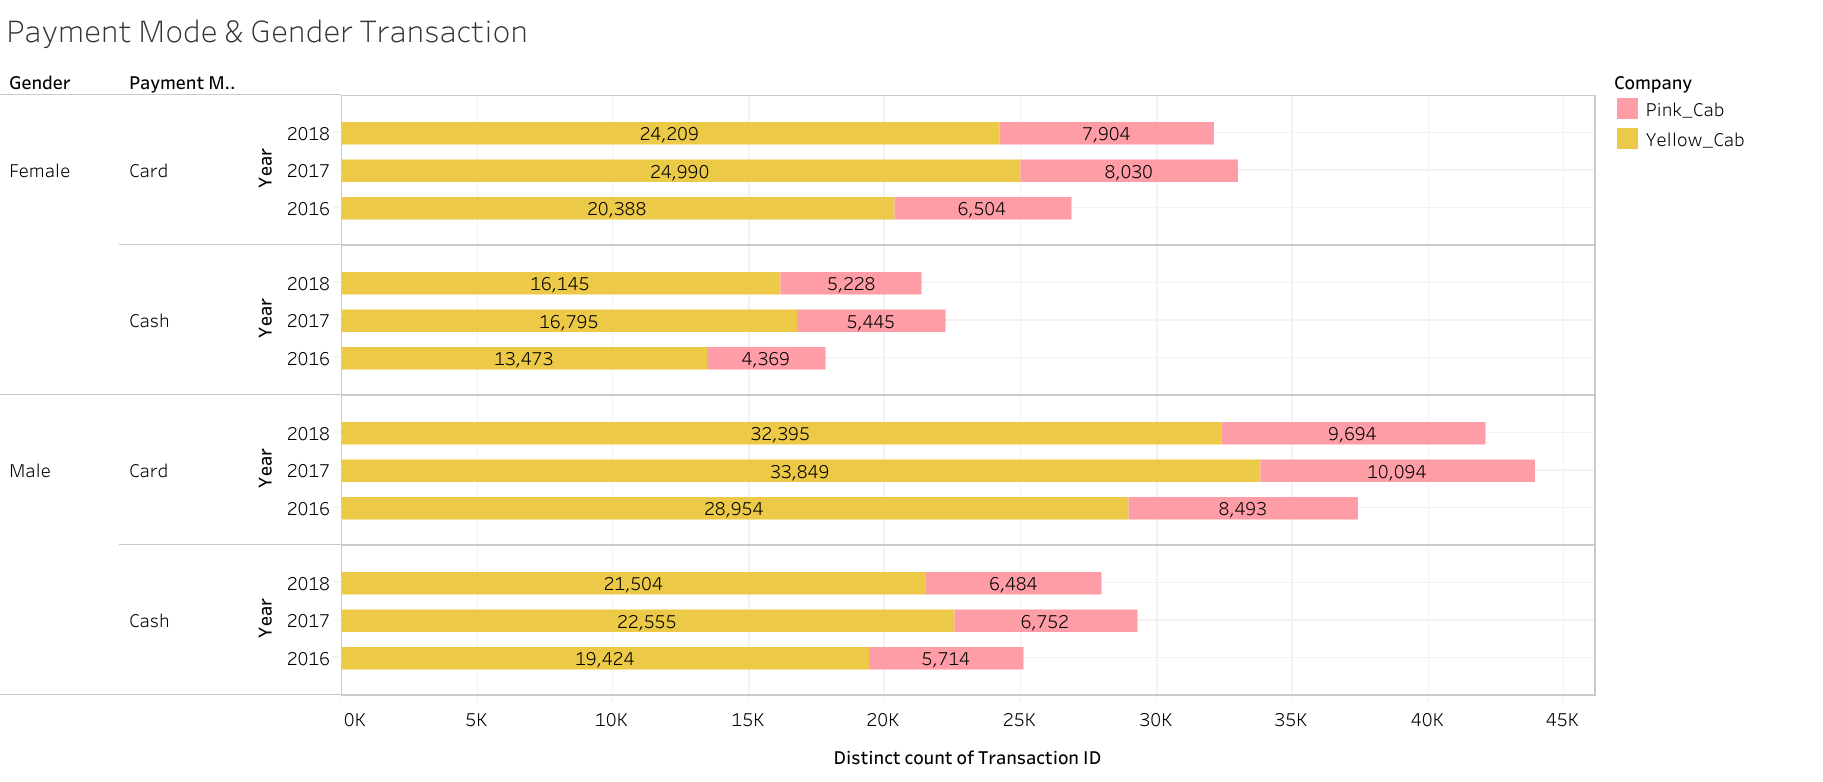 Payment Mode & Gender Transaction
Gender Payment M.. Company
Pink_Cab
Yellow_Cab
Female Card Year 2018 24,209 7,904
2017 24,990 8,030
2016 20,388 6,504
Cash Year 2018 16,145 5,228
2017 16,795 5,445
2016 13,473 4,369
Male Card Year 2018 32,395 9,694
2017 33,849 10,094
2016 28,954 8,493
Cash Year 2018 21,504 6,484
2017 22,555 6,752
2016 19,424 5,714
0K 5K 10K 15K 20K 25K 30K 35K 40K 45K
Distinct count of Transaction ID